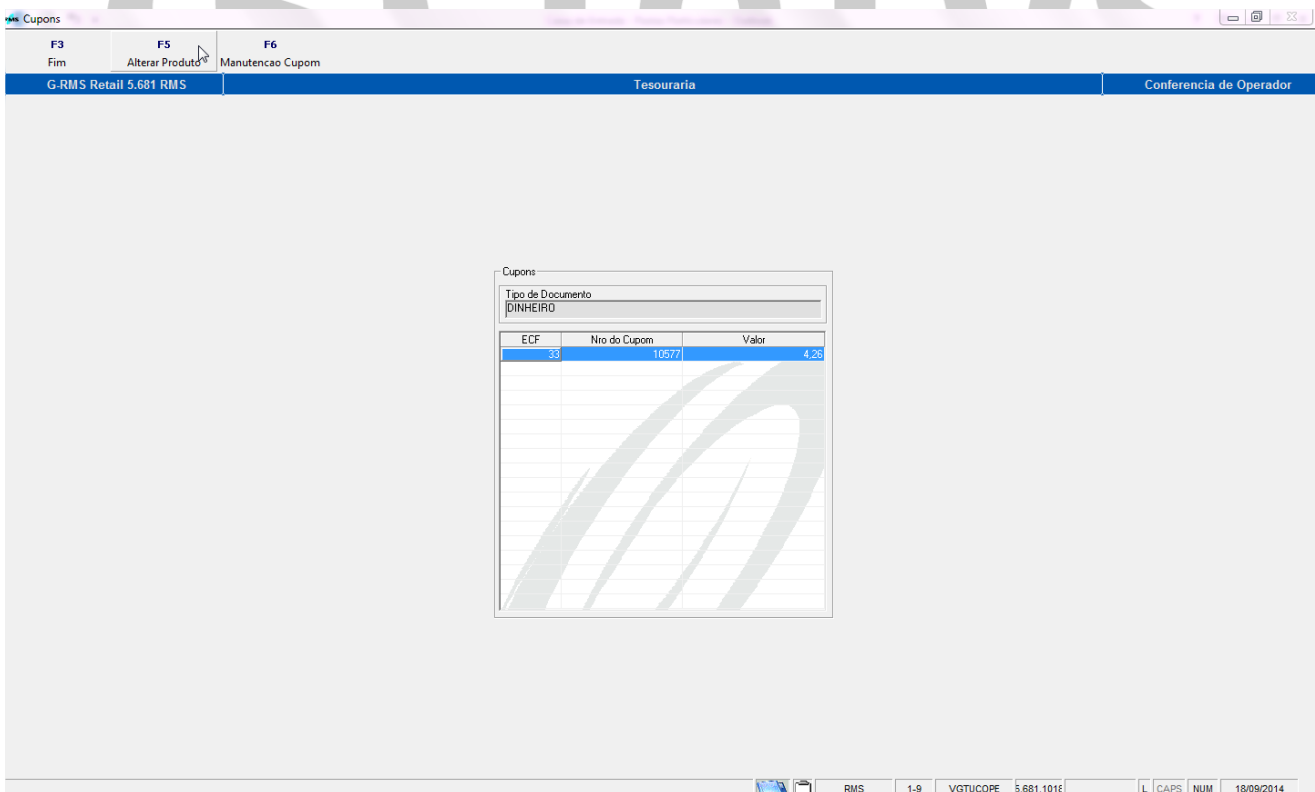 RMS Cupons
F3 F5 F6
Fim Alterar Produto Manutencao Cupom
G-RMS Retail 5.681 RMS Tesouraria Conferencia de Operador
Cupons
Tipo de Documento
DINHEIRO
ECF Nro do Cupom Valor
33 10577 4,26
RMS 1-9 VGTUCOPE 5.681.1018 L CAPS NUM 18/09/2014